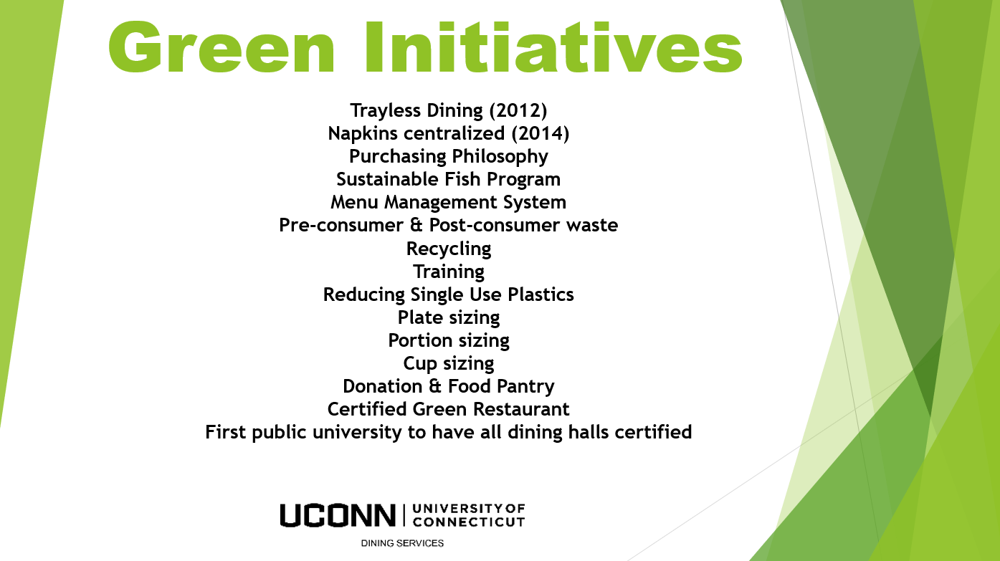 Green Initiatives
Trayless Dining (2012)
Napkins centralized (2014)
Purchasing Philosophy
Sustainable Fish Program
Menu Management System
Pre-consumer & Post-consumer waste
Recycling
Training
Reducing Single Use Plastics
Plate sizing
Portion sizing
Cup sizing
Donation & Food Pantry
Certified Green Restaurant
First public university to have all dining halls certified
UCONN | UNIVERSITY OF
CONNECTICUT
DINING SERVICES